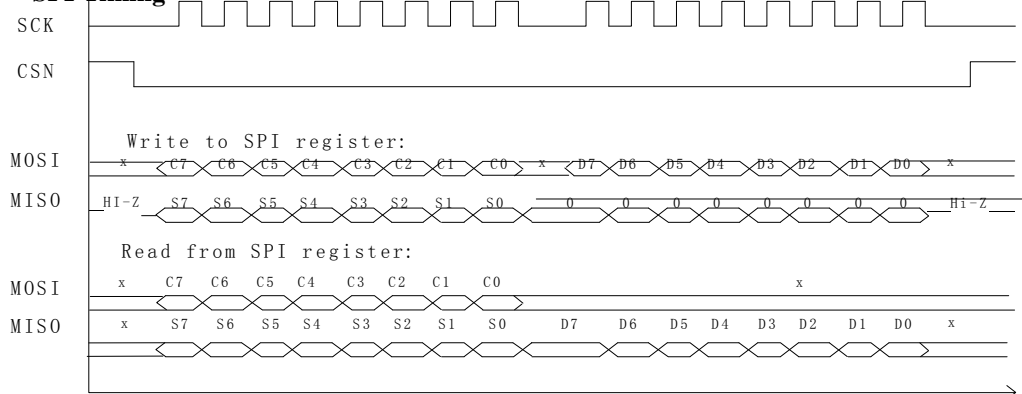 SPI Timing
SCK
CSN
Write to SPI register:
MOSI x C7 C6 C5 C4 C3 C2 C1 C0 x D7 D6 D5 D4 D3 D2 D1 D0 x
MISO HI-Z S7 S6 S5 S4 S3 S2 S1 S0 0 0 0 0 0 0 0 0 Hi-Z
Read from SPI register:
MOSI x C7 C6 C5 C4 C3 C2 C1 C0 x
MISO x S7 S6 S5 S4 S3 S2 S1 S0 D7 D6 D5 D4 D3 D2 D1 D0 x